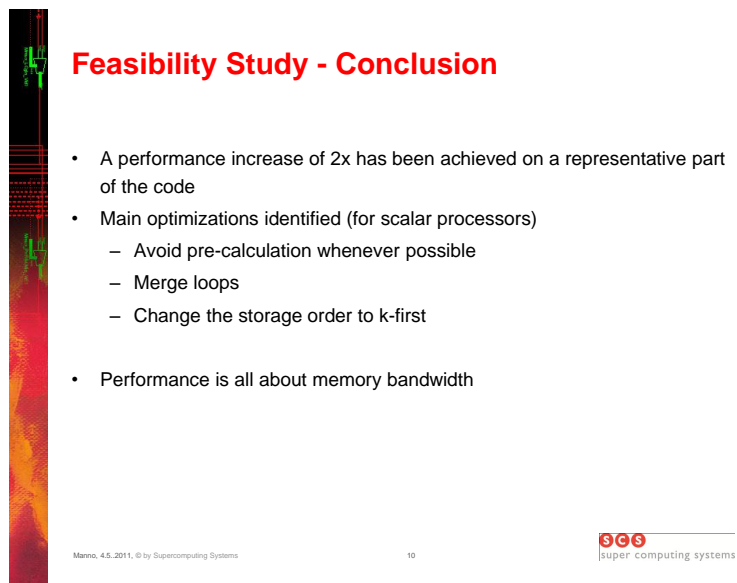 Feasibility Study - Conclusion
• A performance increase of 2x has been achieved on a representative part
of the code
• Main optimizations identified (for scalar processors)
– Avoid pre-calculation whenever possible
– Merge loops
– Change the storage order to k-first
• Performance is all about memory bandwidth
Manno, 4.5..2011, © by Supercomputing Systems
10
SCS
super computing systems